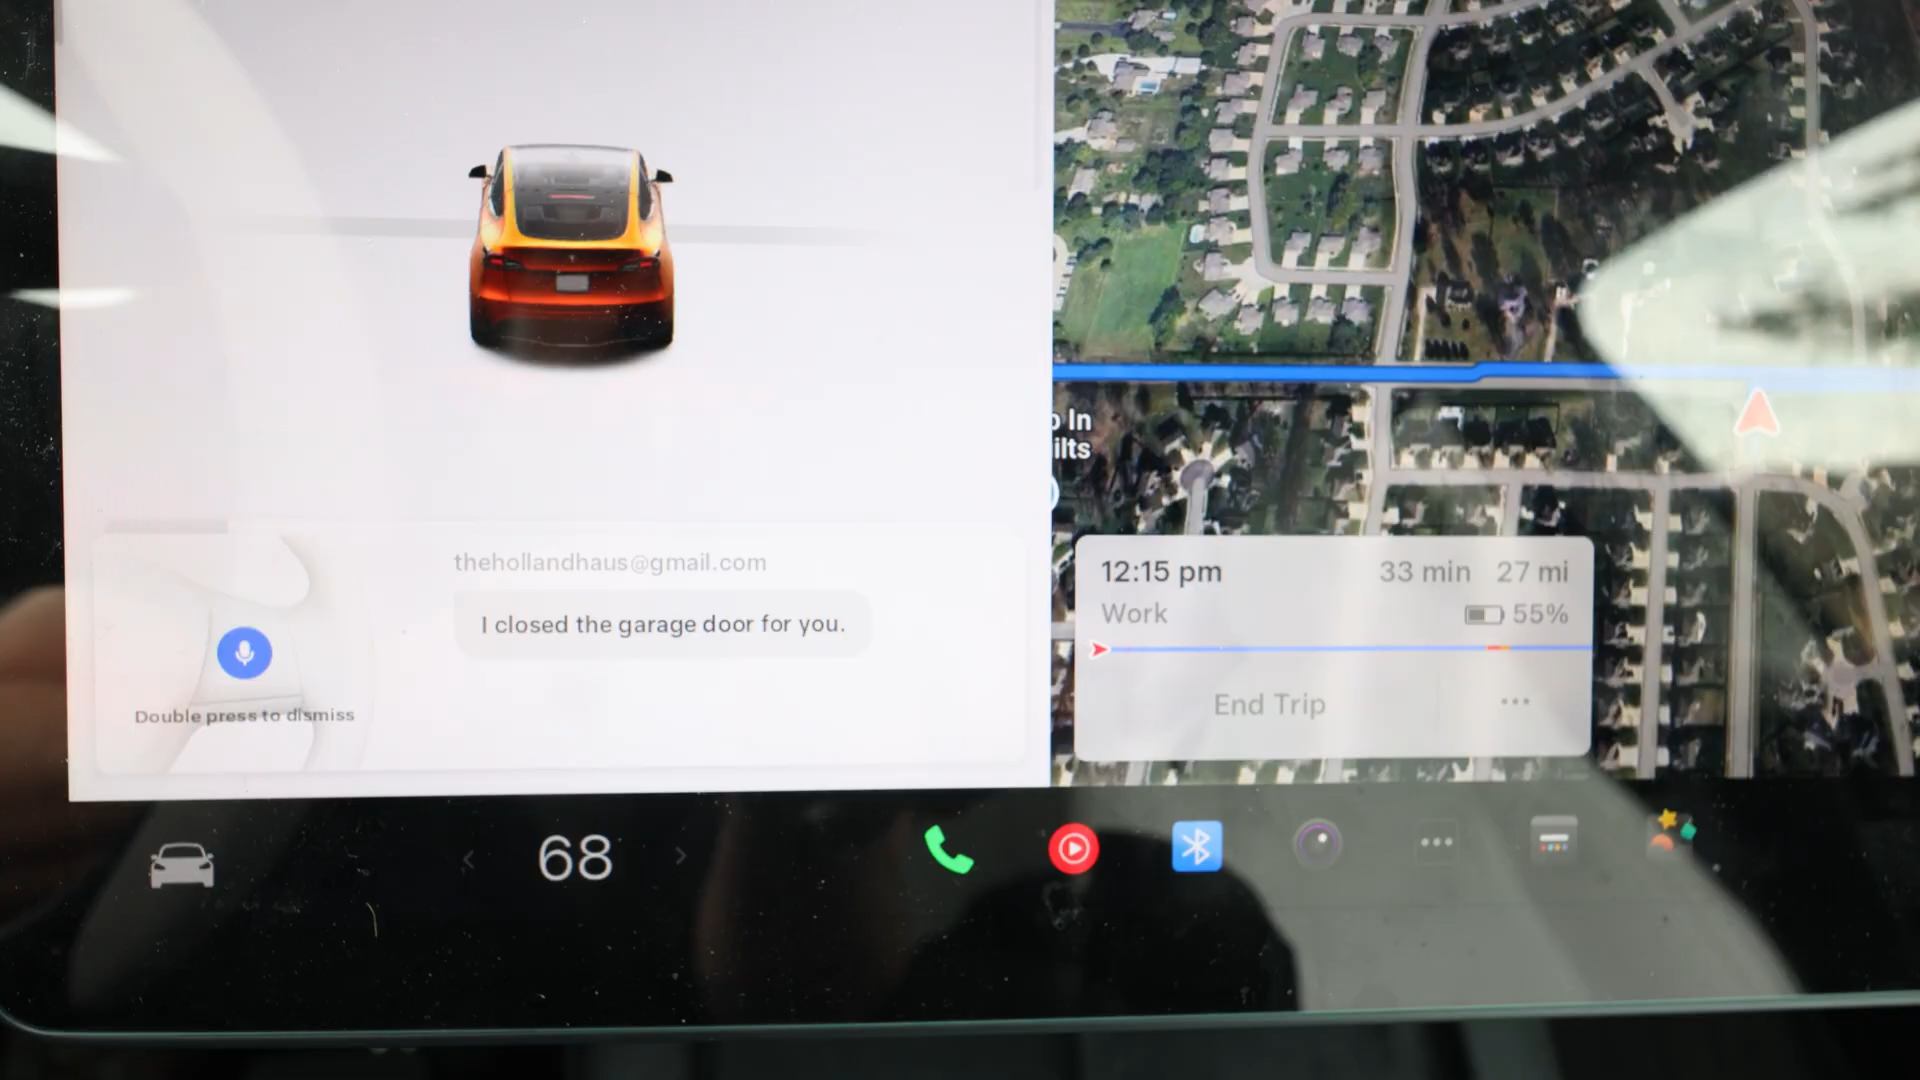 thehollandhaus@gmail.com
I closed the garage door for you.
Double press to dismiss
In
ilts
12:15 pm 33 min 27 mi
Work 55%
End Trip
68